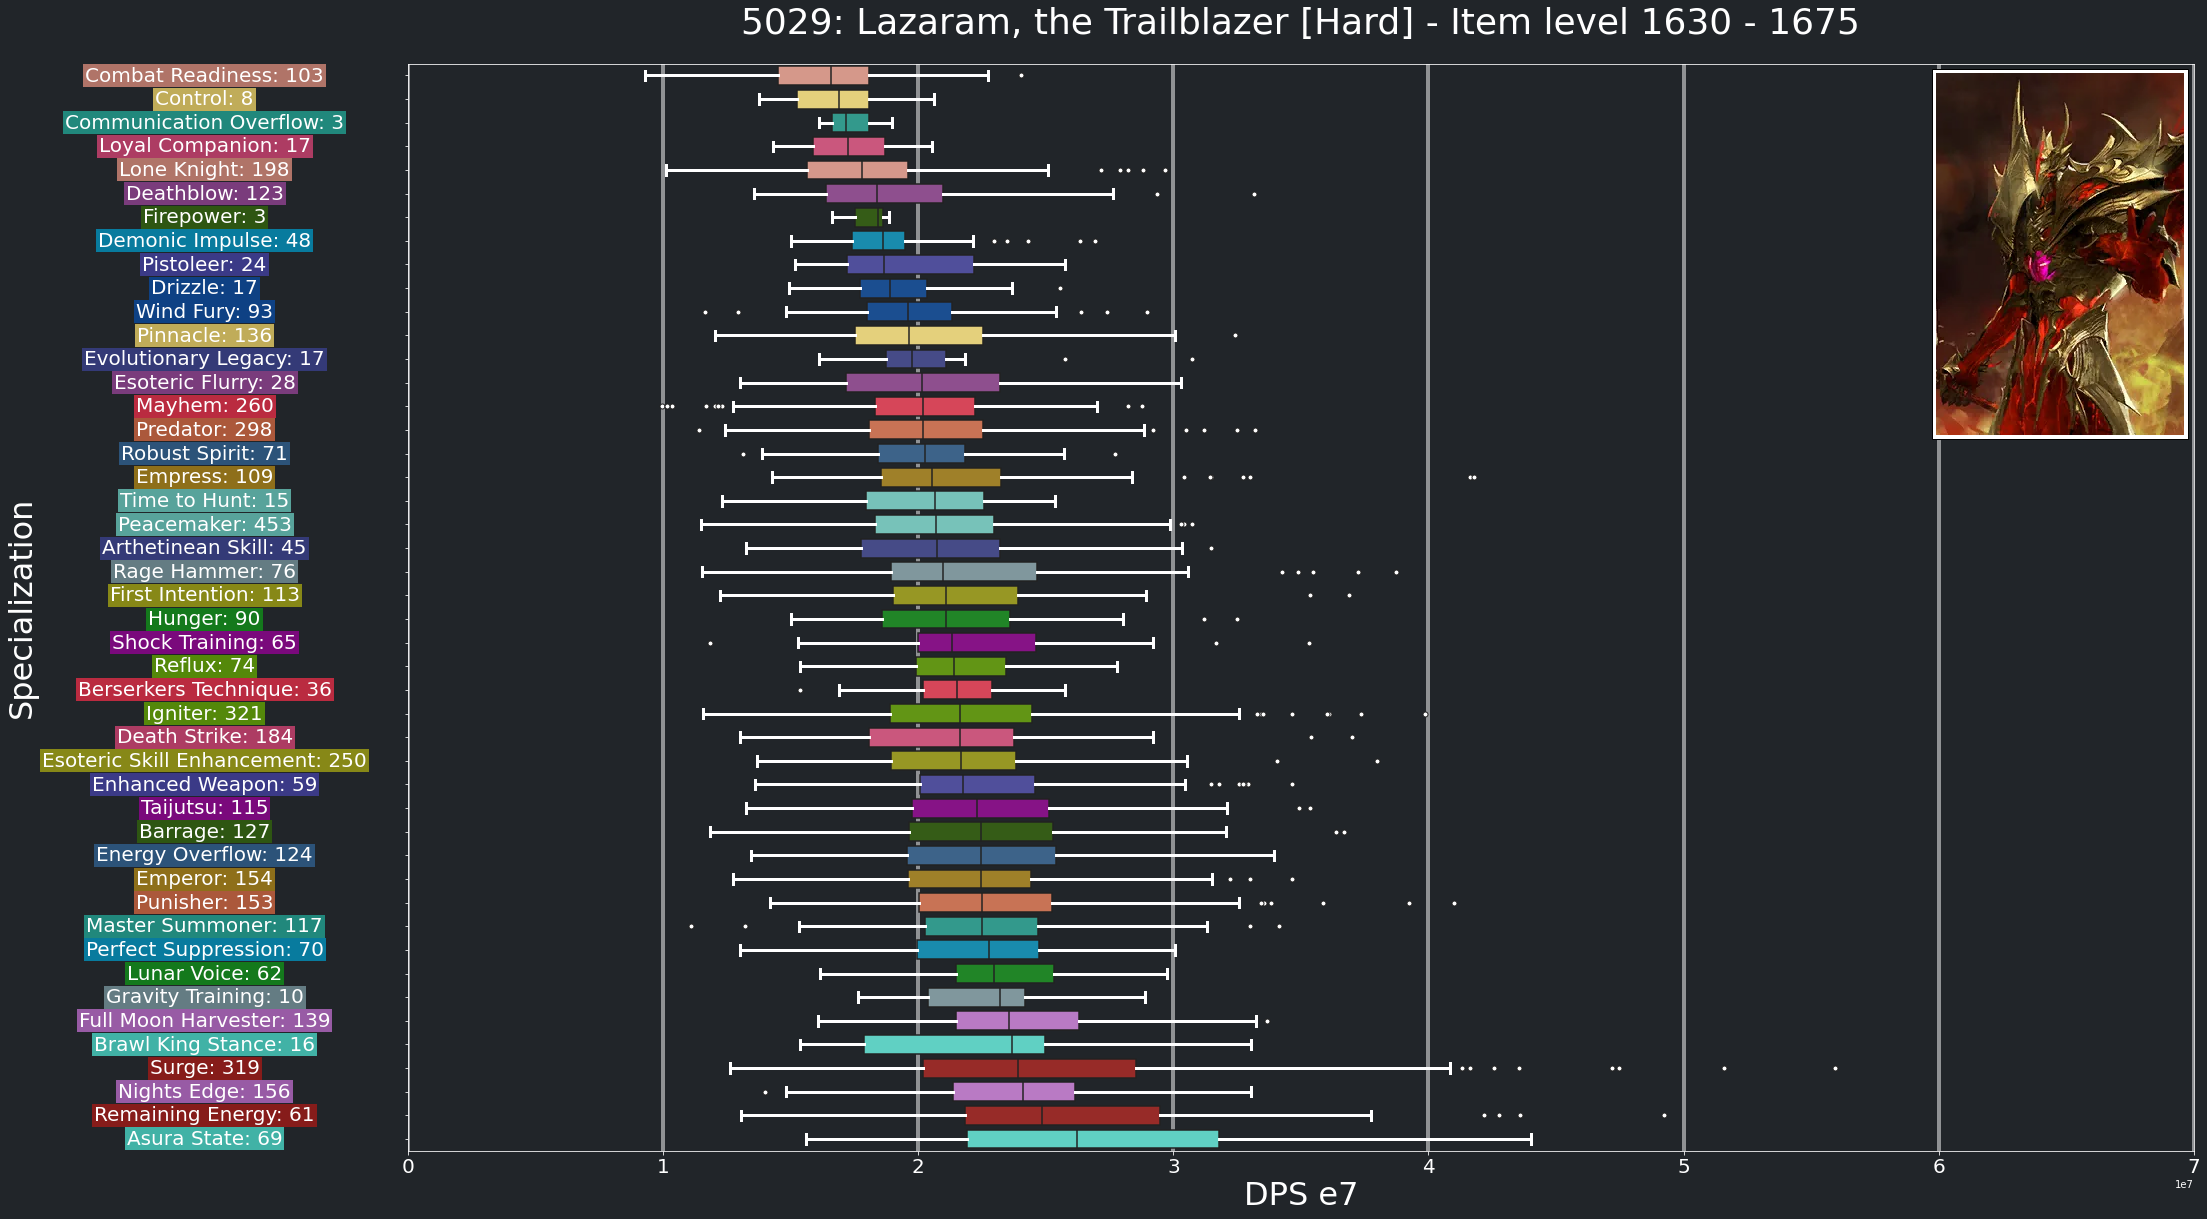 5029: Lazaram, the Trailblazer [Hard] - Item level 1630 - 1675
Combat Readiness: 103
Control: 8
Communication Overflow: 3
Loyal Companion: 17
Lone Knight: 198
Deathblow: 123
Firepower: 3
Demonic Impulse: 48
Pistoleer: 24
Drizzle: 17
Wind Fury: 93
Pinnacle: 136
Evolutionary Legacy: 17
Esoteric Flurry: 28
Mayhem: 260
Predator: 298
Robust Spirit: 71
Empress: 109
Time to Hunt: 15
Peacemaker: 453
Arthetinean Skill: 45
Rage Hammer: 76
First Intention: 113
Hunger: 90
Shock Training: 65
Reflux: 74
Berserkers Technique: 36
Igniter: 321
Death Strike: 184
Esoteric Skill Enhancement: 250
Enhanced Weapon: 59
Taijutsu: 115
Barrage: 127
Energy Overflow: 124
Emperor: 154
Punisher: 153
Master Summoner: 117
Perfect Suppression: 70
Lunar Voice: 62
Gravity Training: 10
Full Moon Harvester: 139
Brawl King Stance: 16
Surge: 319
Nights Edge: 156
Remaining Energy: 61
Asura State: 69
Specialization
0 1 2 3 4 5 6 7
1e7
DPS e7